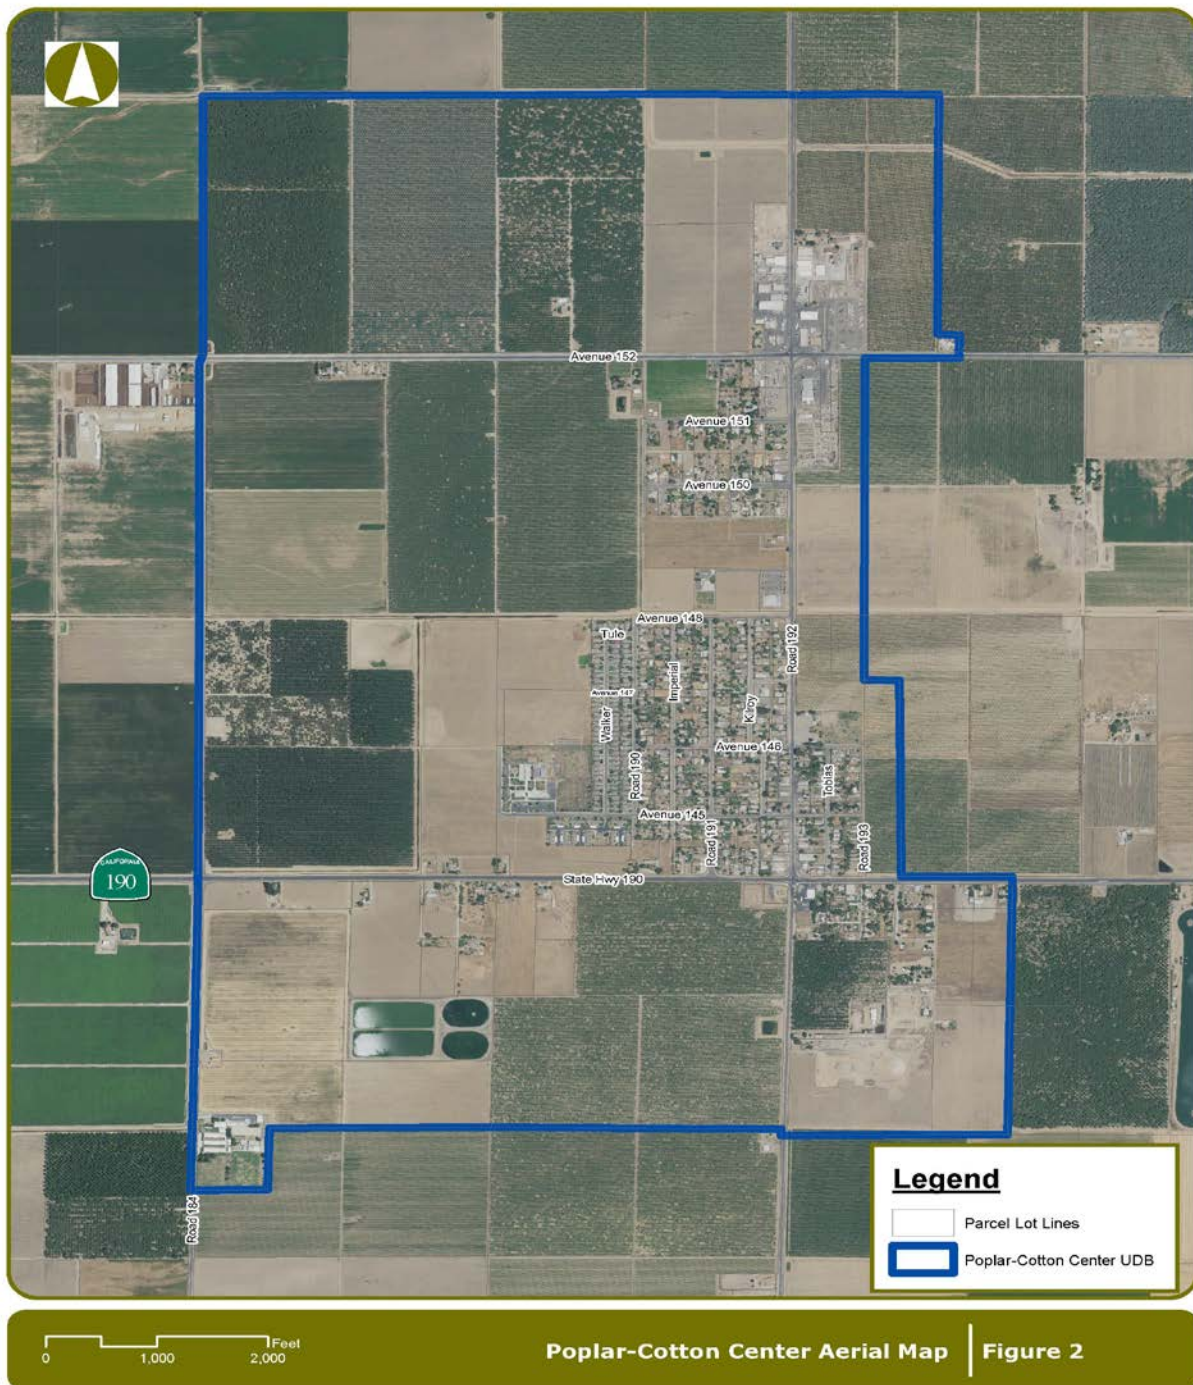 Avenue 152
Avenue 151
Avenue 150
Avenue 148
Tule
Road 192
Imperial
Avenue 147
Kilroy
Walker
Avenue 146
Road 190
Tobias
Avenue 145
Road 191
Road 193
CALIFORNIA
190
State Hwy 190
Road 184
Legend
Parcel Lot Lines
Poplar-Cotton Center UDB
Feet
0 1,000 2,000
Poplar-Cotton Center Aerial Map Figure 2